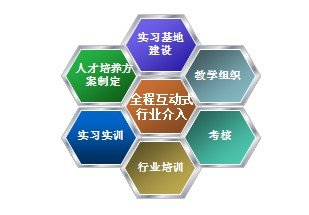 实习基地
建设
人才培养方
案制定
教学组织
全程互动式
行业介入
实习实训
考核
行业培训